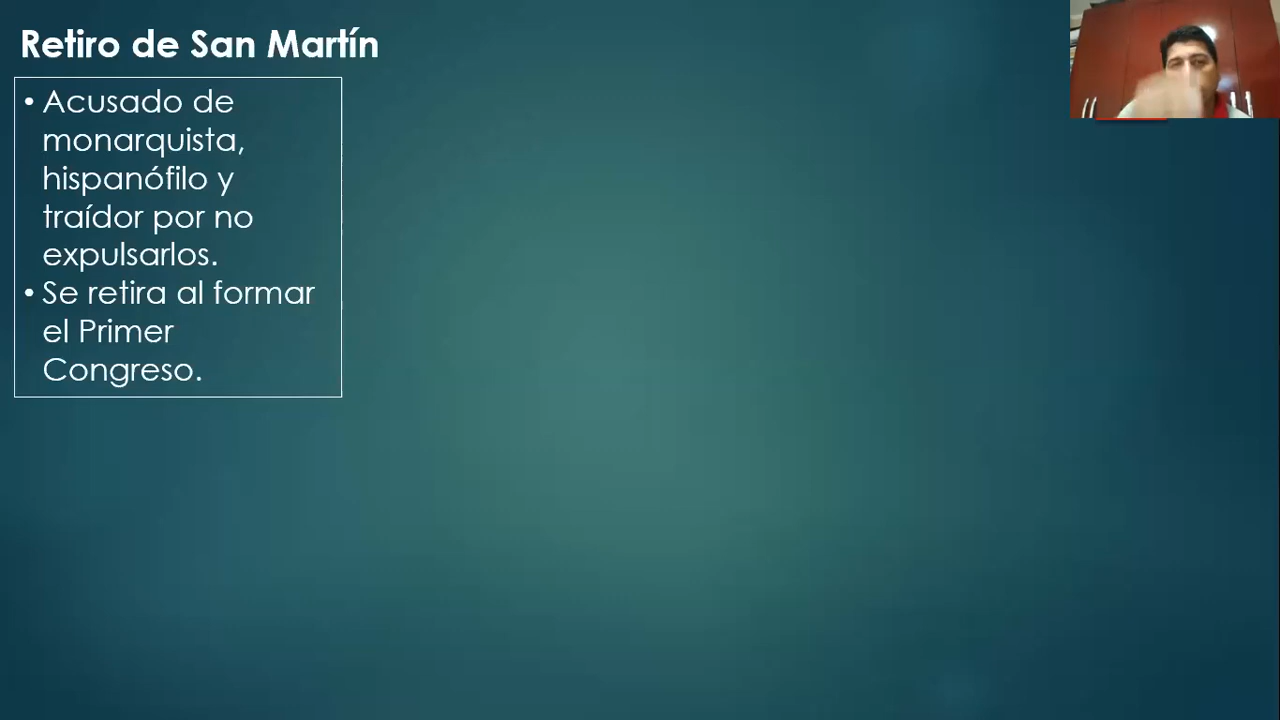 Retiro de San Martín
• Acusado de
monarquista,
hispanófilo y
traídor por no
expulsarlos.
• Se retira al formar
el Primer
Congreso.